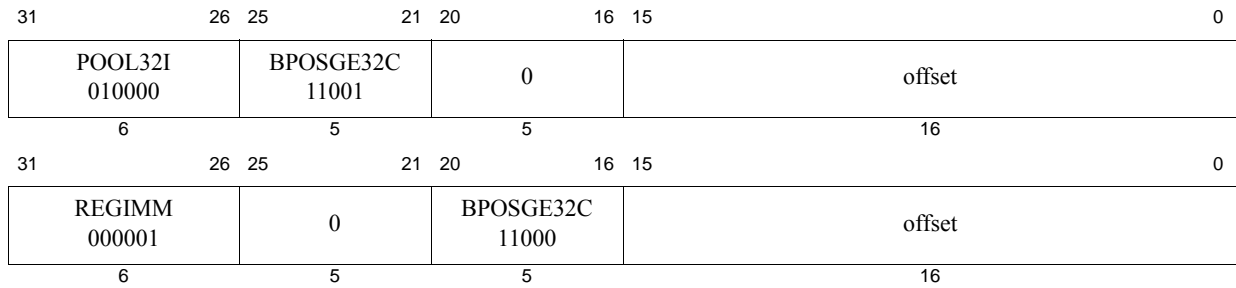 31 26 25 21 20 16 15 0
POOL32I BPOSGE32C 0 offset
010000 11001
6 5 5 16
31 26 25 21 20 16 15 0
REGIMM 0 BPOSGE32C offset
000001 11000
6 5 5 16